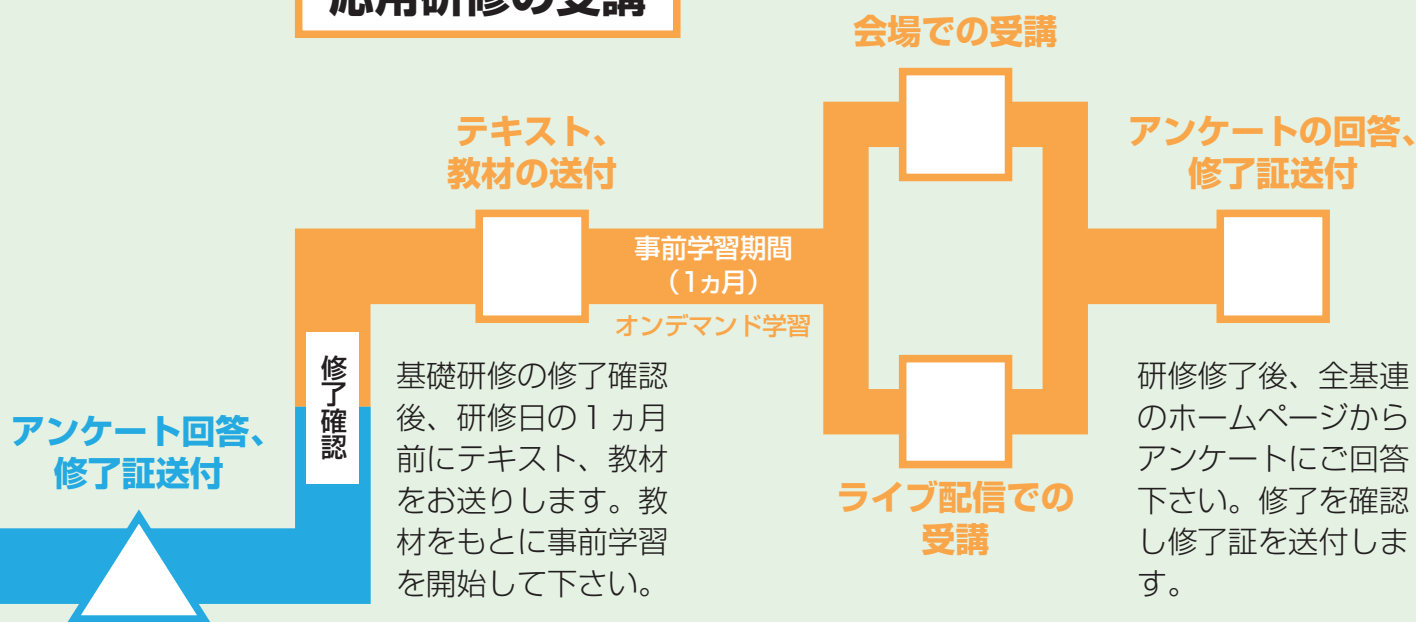 応用研修の受講
会場での受講
テキスト、
教材の送付
アンケートの回答、
修了証送付
事前学習期間
（1ヵ月）
オンデマンド学習
修了確認
基礎研修の修了確認
後、研修日の１ヵ月
前にテキスト、教材
をお送りします。教
材をもとに事前学習
を開始して下さい。
アンケート回答、
修了証送付
ライブ配信での
受講
研修修了後、全基連
のホームページから
アンケートにご回答
下さい。修了を確認
し修了証を送付しま
す。